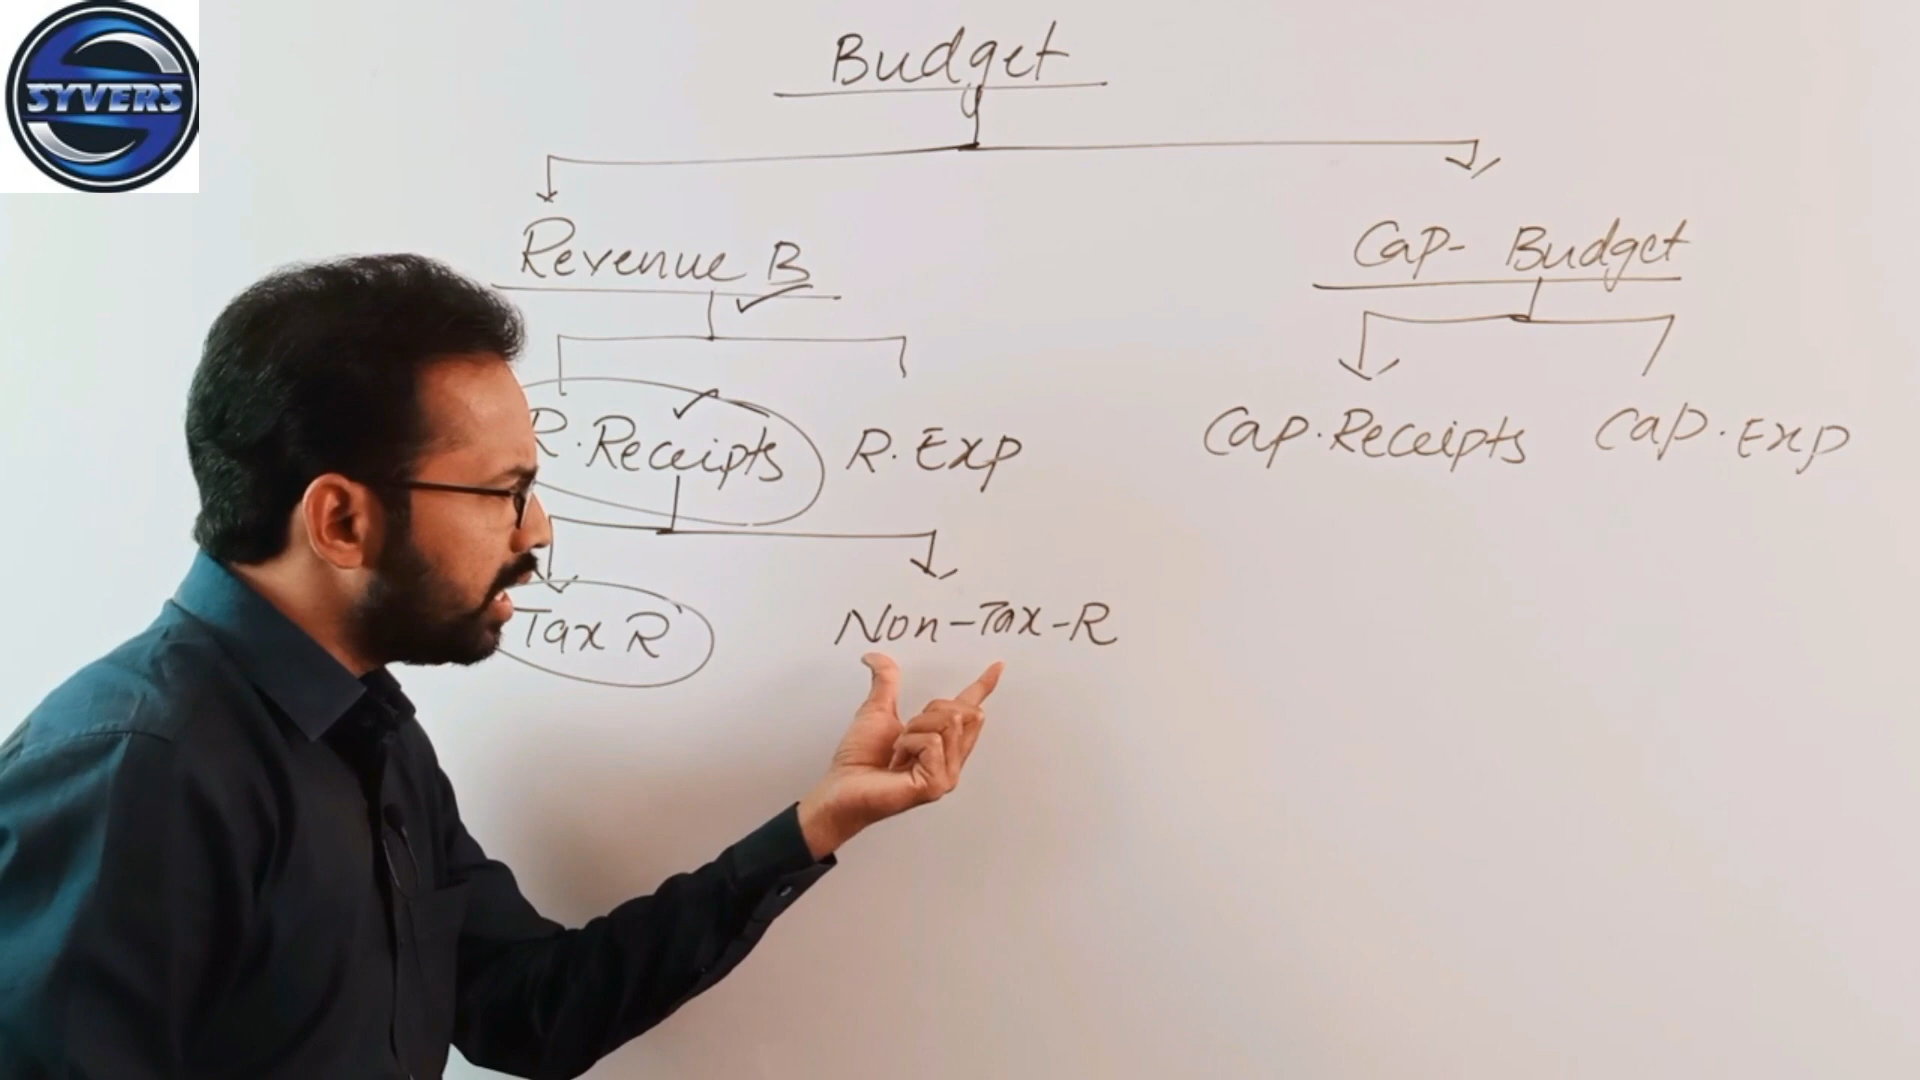 SYVERS
Budget
Revenue B
Cap- Budget
R. Receipts
R. Exp
Cap. Receipts
Cap. Exp
Tax R
Non-Tax-R